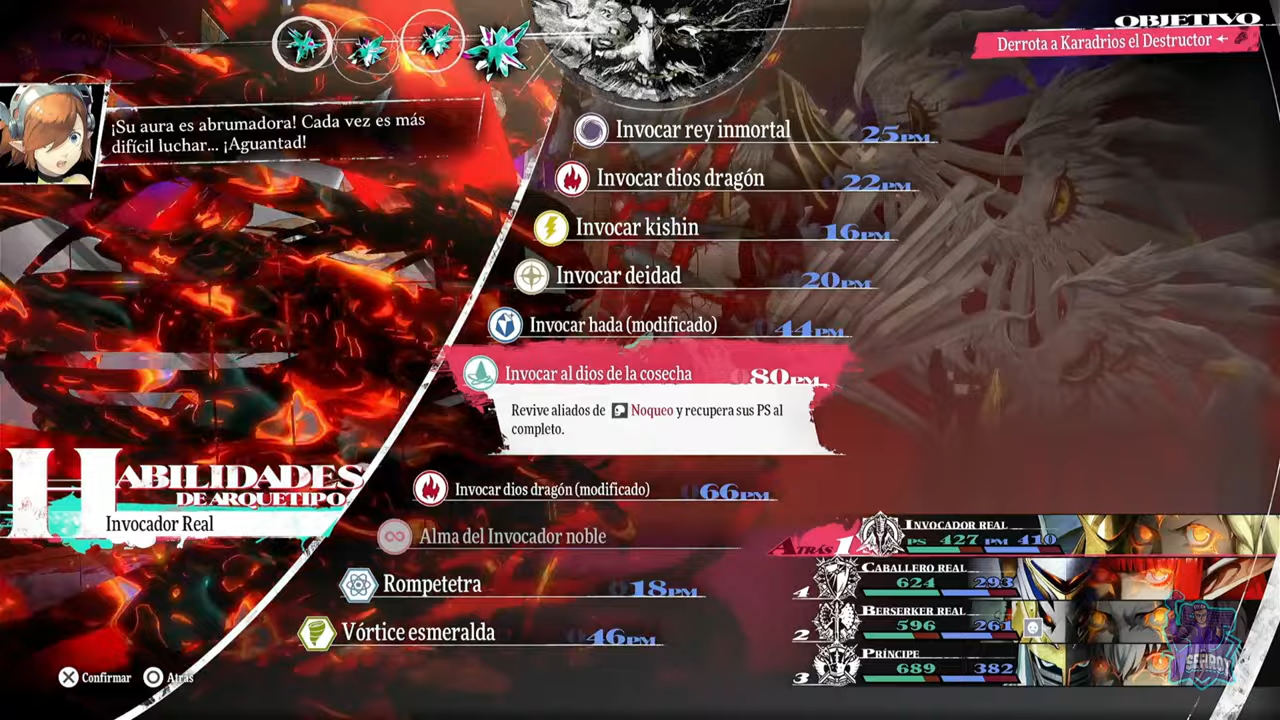 OBJETIVO
Derrota a Karadrios el Destructor
¡Su aura es abrumadora! Cada vez es más
difícil luchar... ¡Aguantad!
Invocar rey inmortal 25PM
Invocar dios dragón 22PM
Invocar kishin 16PM
Invocar deidad 20PM
Invocar hada (modificado) 44PM
Invocar al dios de la cosecha 80PM
Revive aliados de Noqueo y recupera sus PS al
completo.
Invocar dios dragón (modificado) 66PM
Alma del Invocador noble
Rompetetra 18PM
Vórtice esmeralda 46PM
HABILIDADES
DE ARQUETIPO
Invocador Real
ATRÁS 1 INVOCADOR REAL
PS 427 PM 410
4 CABALLERO REAL
624 293
2 BERSERKER REAL
596 261
3 PRÍNCIPE
689 382
SEFIROX
Confirmar Atrás